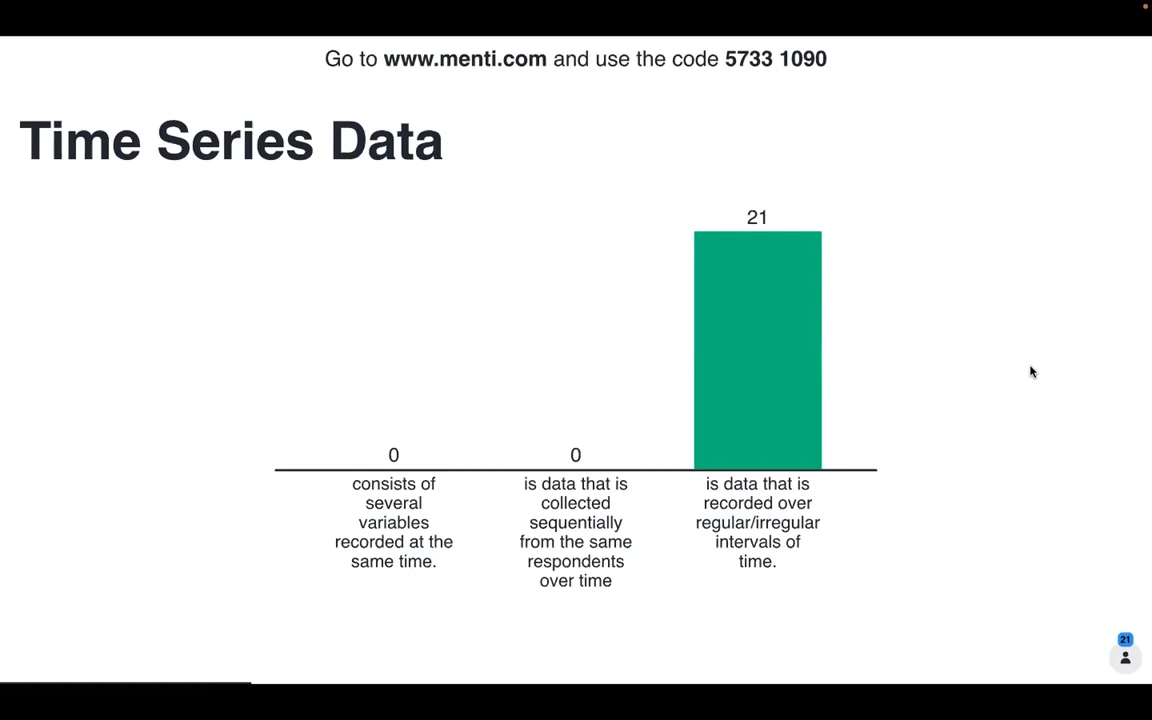 Go to www.menti.com and use the code 5733 1090
Time Series Data
21
0
0
consists of
several
variables
recorded at the
same time.
is data that is
collected
sequentially
from the same
respondents
over time
is data that is
recorded over
regular/irregular
intervals of
time.
21